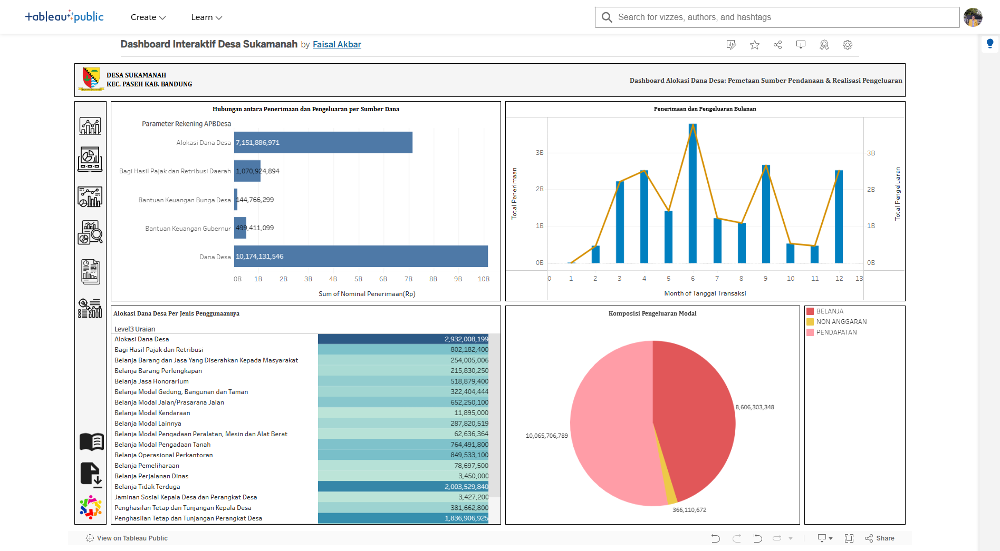 tableau public
Create
Learn
Search for vizzes, authors, and hashtags
Dashboard Interaktif Desa Sukamanah by Faisal Akbar
DESA SUKAMANAH
KEC. PASEH KAB. BANDUNG
Dashboard Alokasi Dana Desa: Pemetaan Sumber Pendanaan & Realisasi Pengeluaran
Hubungan antara Penerimaan dan Pengeluaran per Sumber Dana
Parameter Rekening APBDesa
Alokasi Dana Desa 7,151,886,971
Bagi Hasil Pajak dan Retribusi Daerah 1,070,924,894
Bantuan Keuangan Bunga Desa 144,766,299
Bantuan Keuangan Gubernur 499,411,099
Dana Desa 10,174,131,546
0B 1B 2B 3B 4B 5B 6B 7B 8B 9B 10B
Sum of Nominal Penerimaan(Rp)
Penerimaan dan Pengeluaran Bulanan
Total Penerimaan
3B
2B
1B
0B
3B
2B
1B
0B
Total Pengeluaran
0 1 2 3 4 5 6 7 8 9 10 11 12 13
Month of Tanggal Transaksi
Alokasi Dana Desa Per Jenis Penggunaannya
Level3 Uraian
Alokasi Dana Desa 2,932,008,199
Bagi Hasil Pajak dan Retribusi 802,182,400
Belanja Barang dan Jasa Yang Diserahkan Kepada Masyarakat 254,005,006
Belanja Barang Perlengkapan 215,830,250
Belanja Jasa Honorarium 518,879,400
Belanja Modal Gedung, Bangunan dan Taman 322,404,444
Belanja Modal Jalan/Prasarana Jalan 652,250,100
Belanja Modal Kendaraan 11,895,000
Belanja Modal Lainnya 287,820,519
Belanja Modal Pengadaan Peralatan, Mesin dan Alat Berat 62,636,364
Belanja Modal Pengadaan Tanah 764,491,800
Belanja Operasional Perkantoran 849,533,100
Belanja Pemeliharaan 78,697,500
Belanja Perjalanan Dinas 3,450,000
Belanja Tidak Terduga 2,003,529,840
Jaminan Sosial Kepala Desa dan Perangkat Desa 3,427,200
Penghasilan Tetap dan Tunjangan Kepala Desa 381,662,800
Penghasilan Tetap dan Tunjangan Perangkat Desa 1,836,906,925
Komposisi Pengeluaran Modal
8,606,303,348
10,065,706,789
366,110,672
BELANJA
NON ANGGARAN
PENDAPATAN
View on Tableau Public
Share